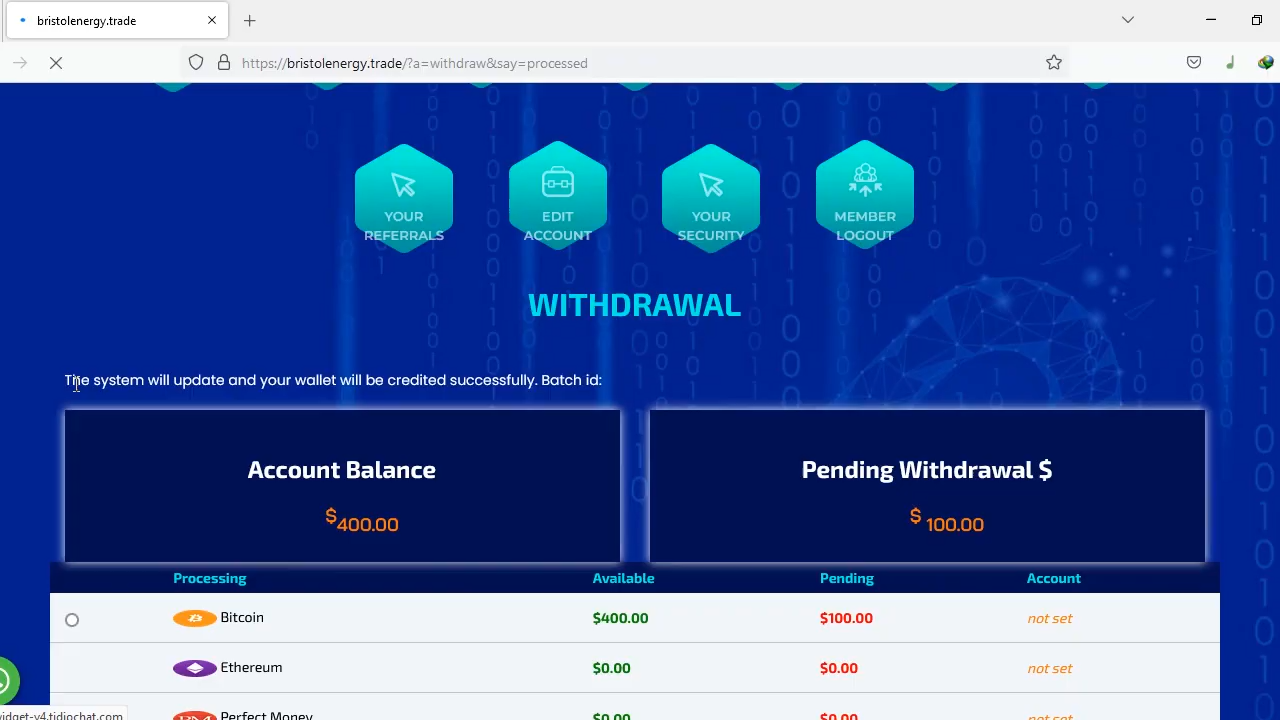 bristolenergy.trade
https://bristolenergy.trade/?a=withdraw&say=processed
YOUR
REFERRALS
EDIT
ACCOUNT
YOUR
SECURITY
MEMBER
LOGOUT
WITHDRAWAL
The system will update and your wallet will be credited successfully. Batch id:
Account Balance
$400.00
Pending Withdrawal $
$ 100.00
Processing Available Pending Account
Bitcoin $400.00 $100.00 not set
Ethereum $0.00 $0.00 not set
Perfect Money $0.00 $0.00 not set
widget-v4.tidiochat.com